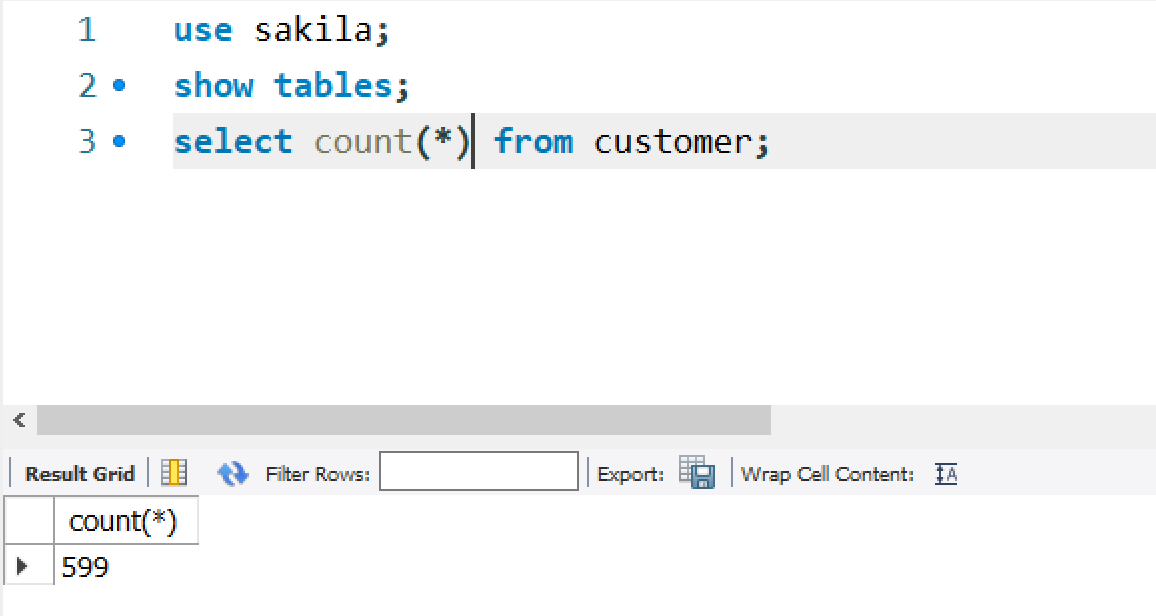 1 use sakila;
2 show tables;
3 select count(*) from customer;
Result Grid Filter Rows: Export: Wrap Cell Content: A
count(*)
599